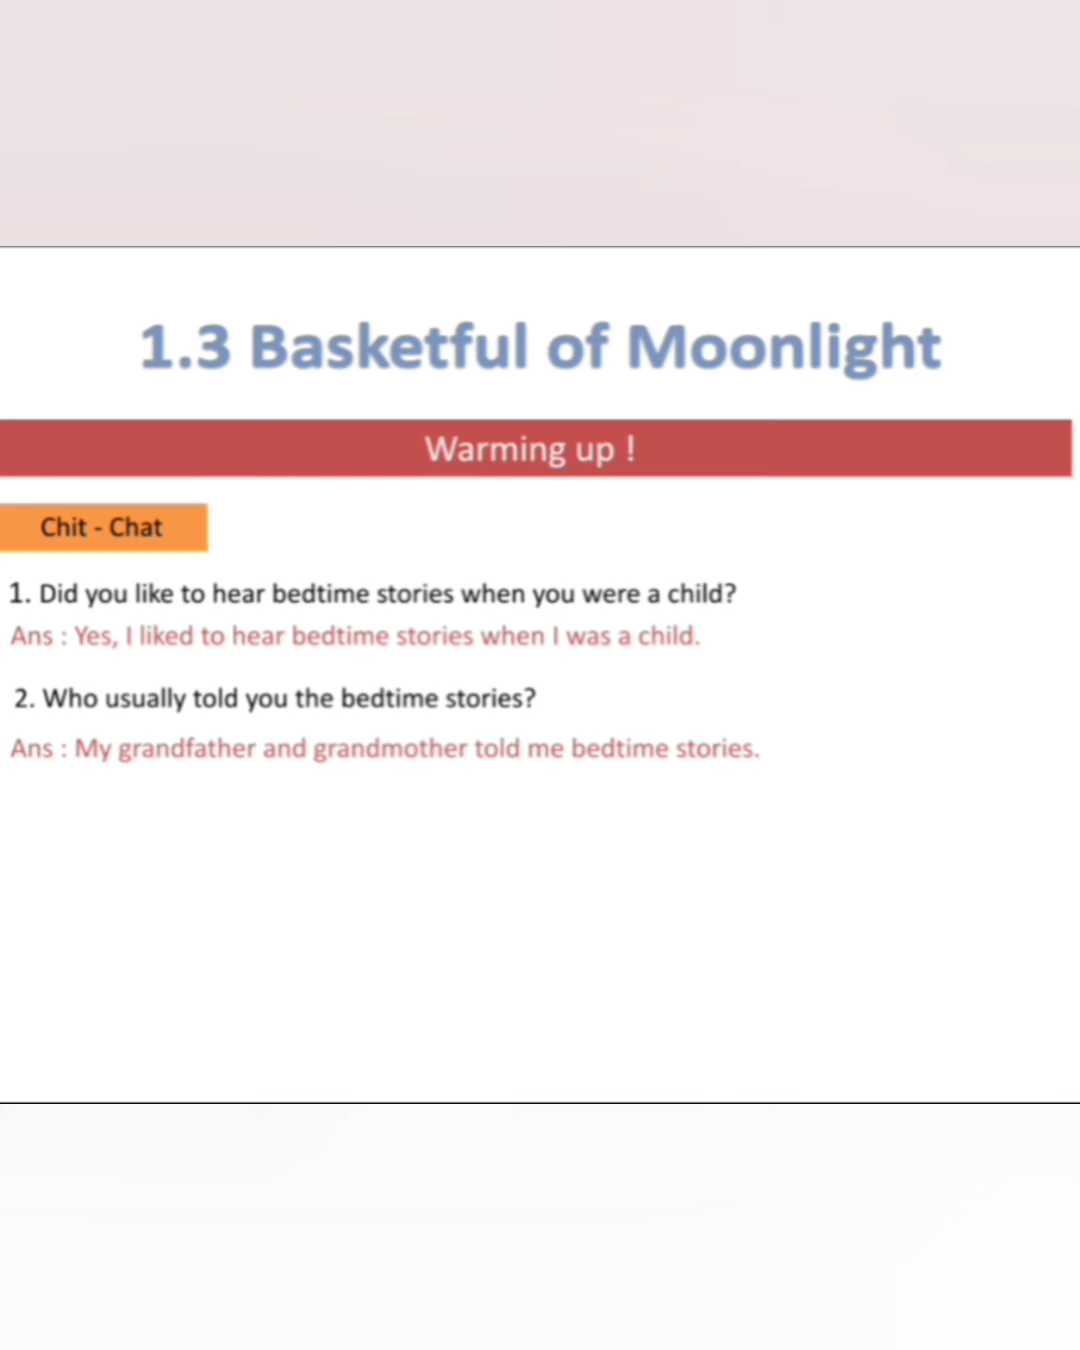 1.3 Basketful of Moonlight
Warming up !
Chit - Chat
1. Did you like to hear bedtime stories when you were a child?
Ans : Yes, I liked to hear bedtime stories when I was a child.
2. Who usually told you the bedtime stories?
Ans : My grandfather and grandmother told me bedtime stories.